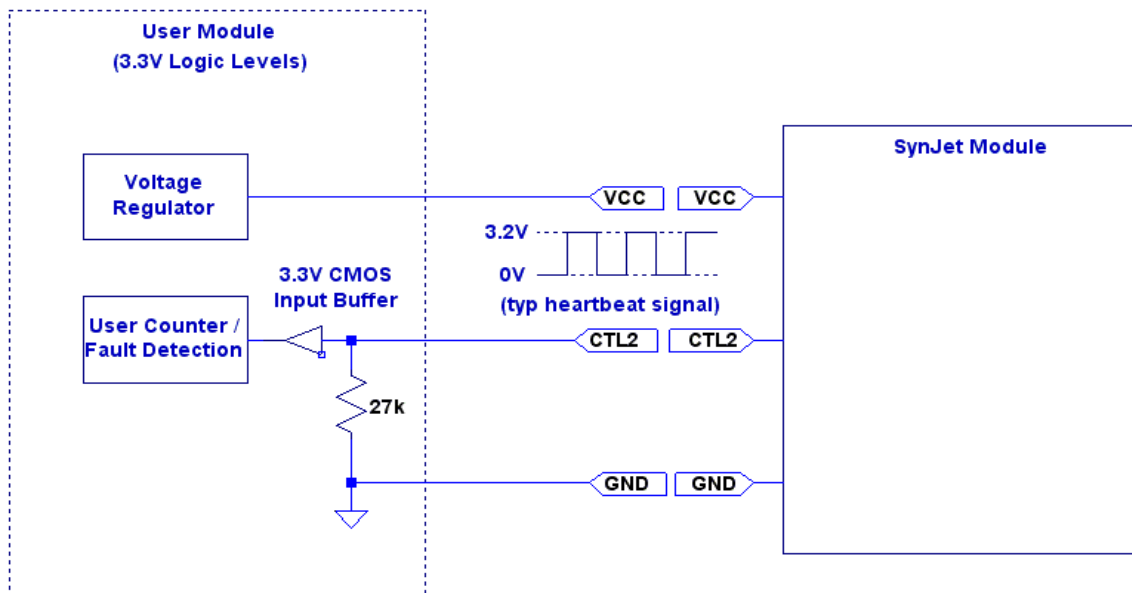 User Module
(3.3V Logic Levels)
SynJet Module
Voltage
Regulator
VCC
VCC
3.2V
0V
(typ heartbeat signal)
3.3V CMOS
Input Buffer
User Counter /
Fault Detection
CTL2
CTL2
27k
GND
GND